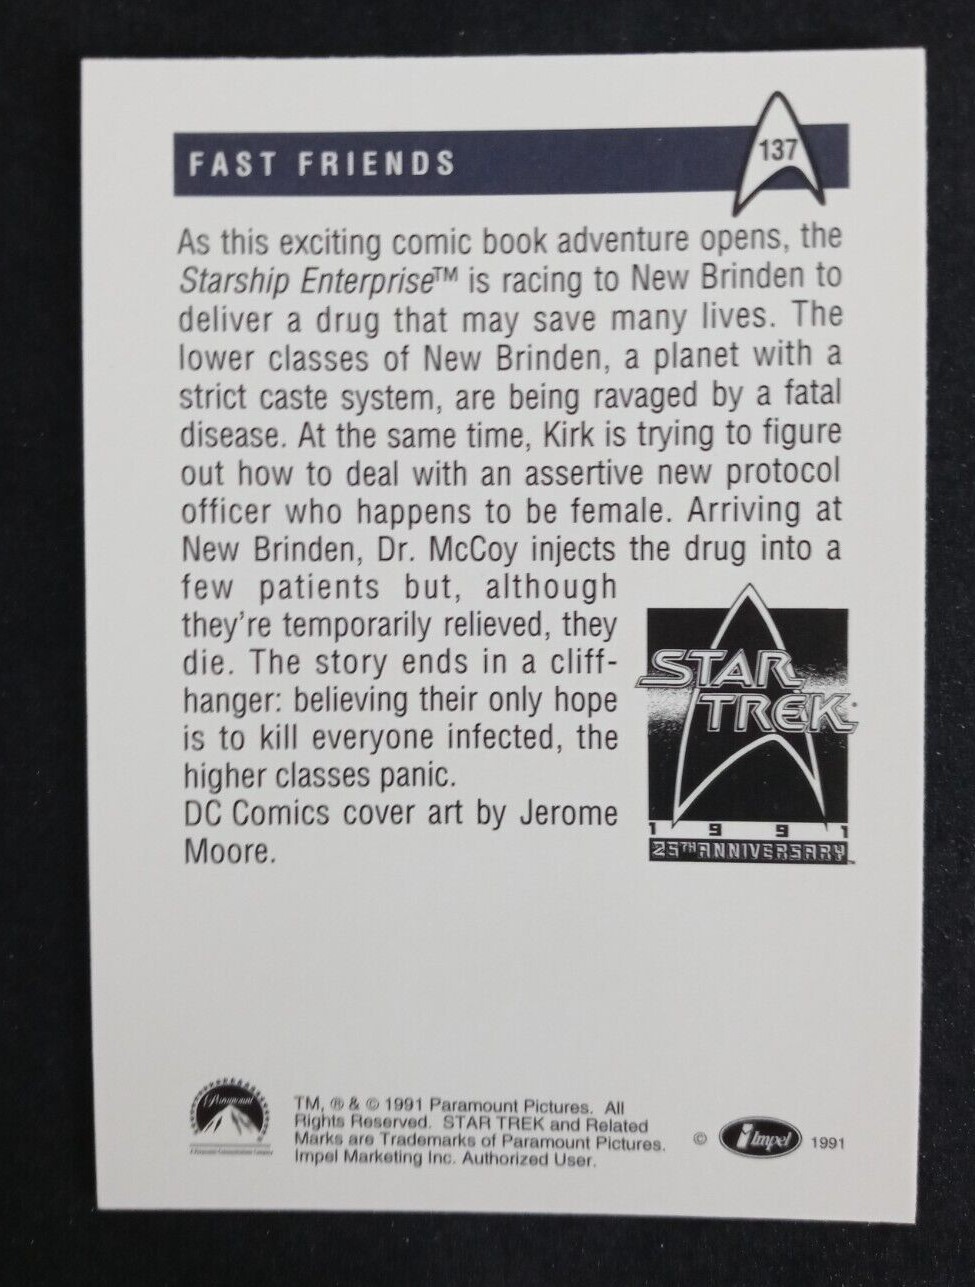 FAST FRIENDS
137
As this exciting comic book adventure opens, the
Starship Enterprise™ is racing to New Brinden to
deliver a drug that may save many lives. The
lower classes of New Brinden, a planet with a
strict caste system, are being ravaged by a fatal
disease. At the same time, Kirk is trying to figure
out how to deal with an assertive new protocol
officer who happens to be female. Arriving at
New Brinden, Dr. McCoy injects the drug into a
few patients but, although
they're temporarily relieved, they
die. The story ends in a cliff-
hanger: believing their only hope
is to kill everyone infected, the
higher classes panic.
DC Comics cover art by Jerome
Moore.
STAR
TREK
1991
25TH ANNIVERSARY
Paramount
TM, ® & © 1991 Paramount Pictures. All
Rights Reserved. STAR TREK and Related
Marks are Trademarks of Paramount Pictures.
Impel Marketing Inc. Authorized User.
© Impel 1991